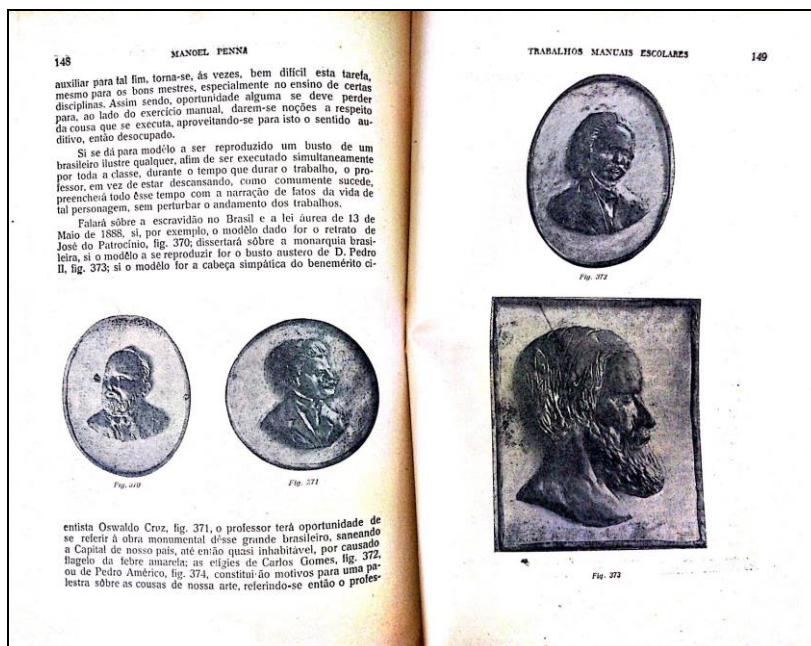 148
MANOEL PENNA
auxiliar para tal fim, torna-se, ás vezes, bem difícil esta tarefa,
mesmo para os bons mestres, especialmente no ensino de certas
disciplinas. Assim sendo, oportunidade alguma se deve perder
para, ao lado do exercício manual, darem-se noções a respeito
da cousa que se executa, aproveitando-se para isto o sentido au-
ditivo, então desocupado.
Si se dá para modêlo a ser reproduzido um busto de um
brasileiro ilustre qualquer, afim de ser executado simultaneamente
por toda a classe, durante o tempo que durar o trabalho, o pro-
fessor, em vez de estar descansando, como comumente sucede,
preencherá todo êsse tempo com a narração de fatos da vida de
tal personagem, sem perturbar o andamento dos trabalhos.
Falará sôbre a escravidão no Brasil e a lei áurea de 13 de
Maio de 1888, si, por exemplo, o modêlo dado for o retrato de
José do Patrocínio, fig. 370; dissertará sôbre a monarquia brasi-
leira, si o modêlo a se reproduzir for o busto austero de D. Pedro
II, fig. 373; si o modêlo for a cabeça simpática do benemérito ci-
Fig. 370
Fig. 371
entista Oswaldo Cruz, fig. 371, o professor terá oportunidade de
se referir á obra monumental dêsse grande brasileiro, saneando
a Capital de nosso país, até então quasi inhabitável, por causado
flagelo da febre amarela; as efígies de Carlos Gomes, fig. 372,
ou de Pedro Américo, fig. 374, constitui-ão motivos para uma pa-
lestra sôbre as cousas de nossa arte, referindo-se então o profes-
TRABALHOS MANUAIS ESCOLARES
149
Fig. 372
Fig. 373